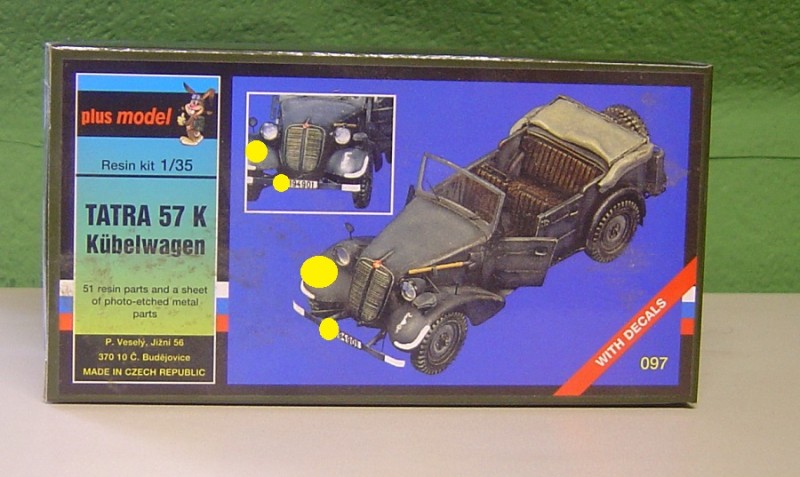 plus model
Resin kit 1/35
TATRA 57 K
Kübelwagen
51 resin parts and a sheet
of photo-etched metal
parts
P. Veselý, Jižní 56
370 10 Č. Budějovice
MADE IN CZECH REPUBLIC
WITH DECALS
097